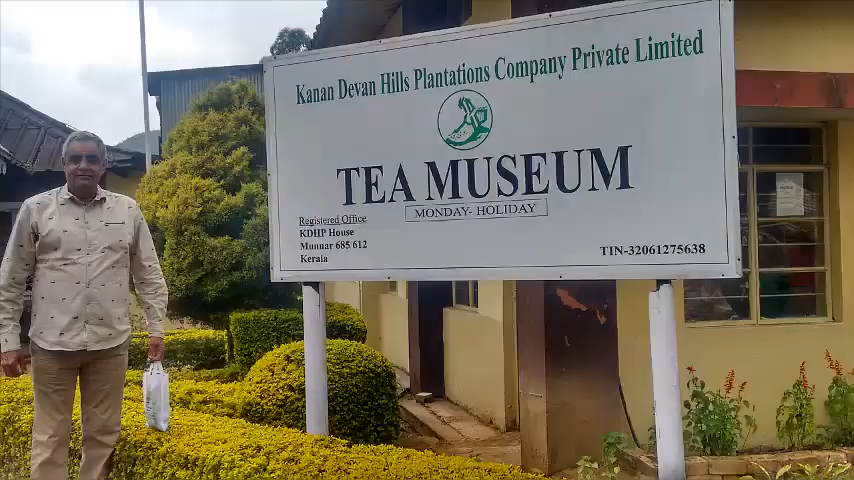 Kanan Devan Hills Plantations Company Private Limited
TEA MUSEUM
MONDAY- HOLIDAY
Registered Office
KDHP House
Munnar 685 612
Kerala
TIN-32061275638